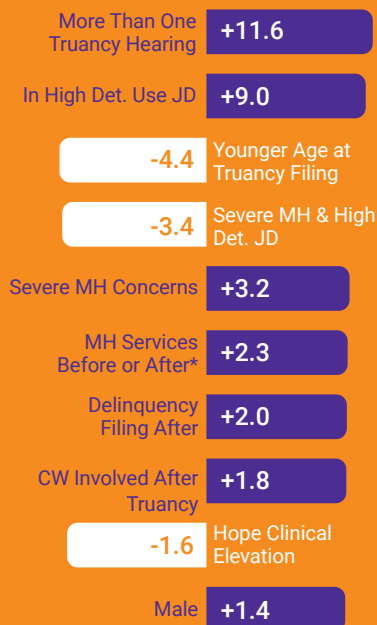 More Than One
Truancy Hearing
+11.6
In High Det. Use JD
+9.0
-4.4
Younger Age at
Truancy Filing
-3.4
Severe MH & High
Det. JD
Severe MH Concerns
+3.2
MH Services
Before or After*
+2.3
Delinquency
Filing After
+2.0
CW Involved After
Truancy
+1.8
-1.6
Hope Clinical
Elevation
Male
+1.4